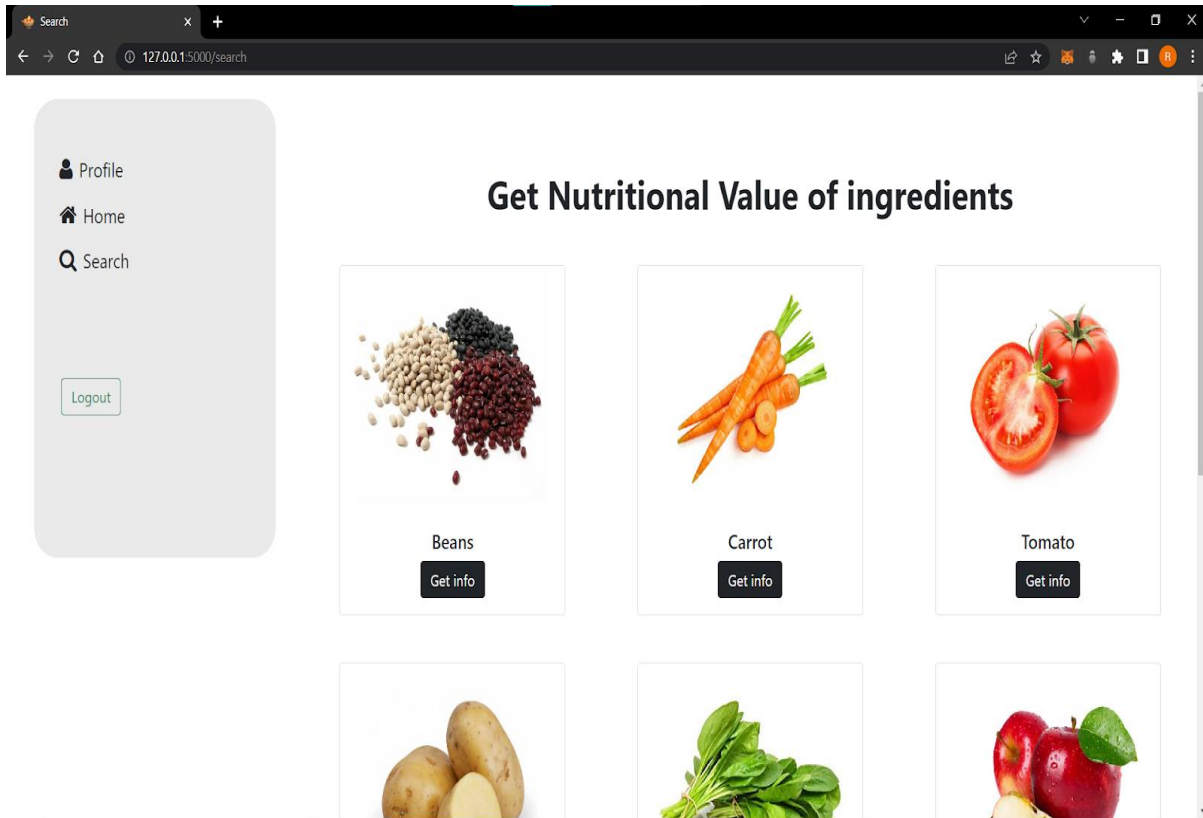 Search
127.0.0.1:5000/search
R
Profile
Home
Search
Logout
Get Nutritional Value of ingredients
Beans
Get info
Carrot
Get info
Tomato
Get info